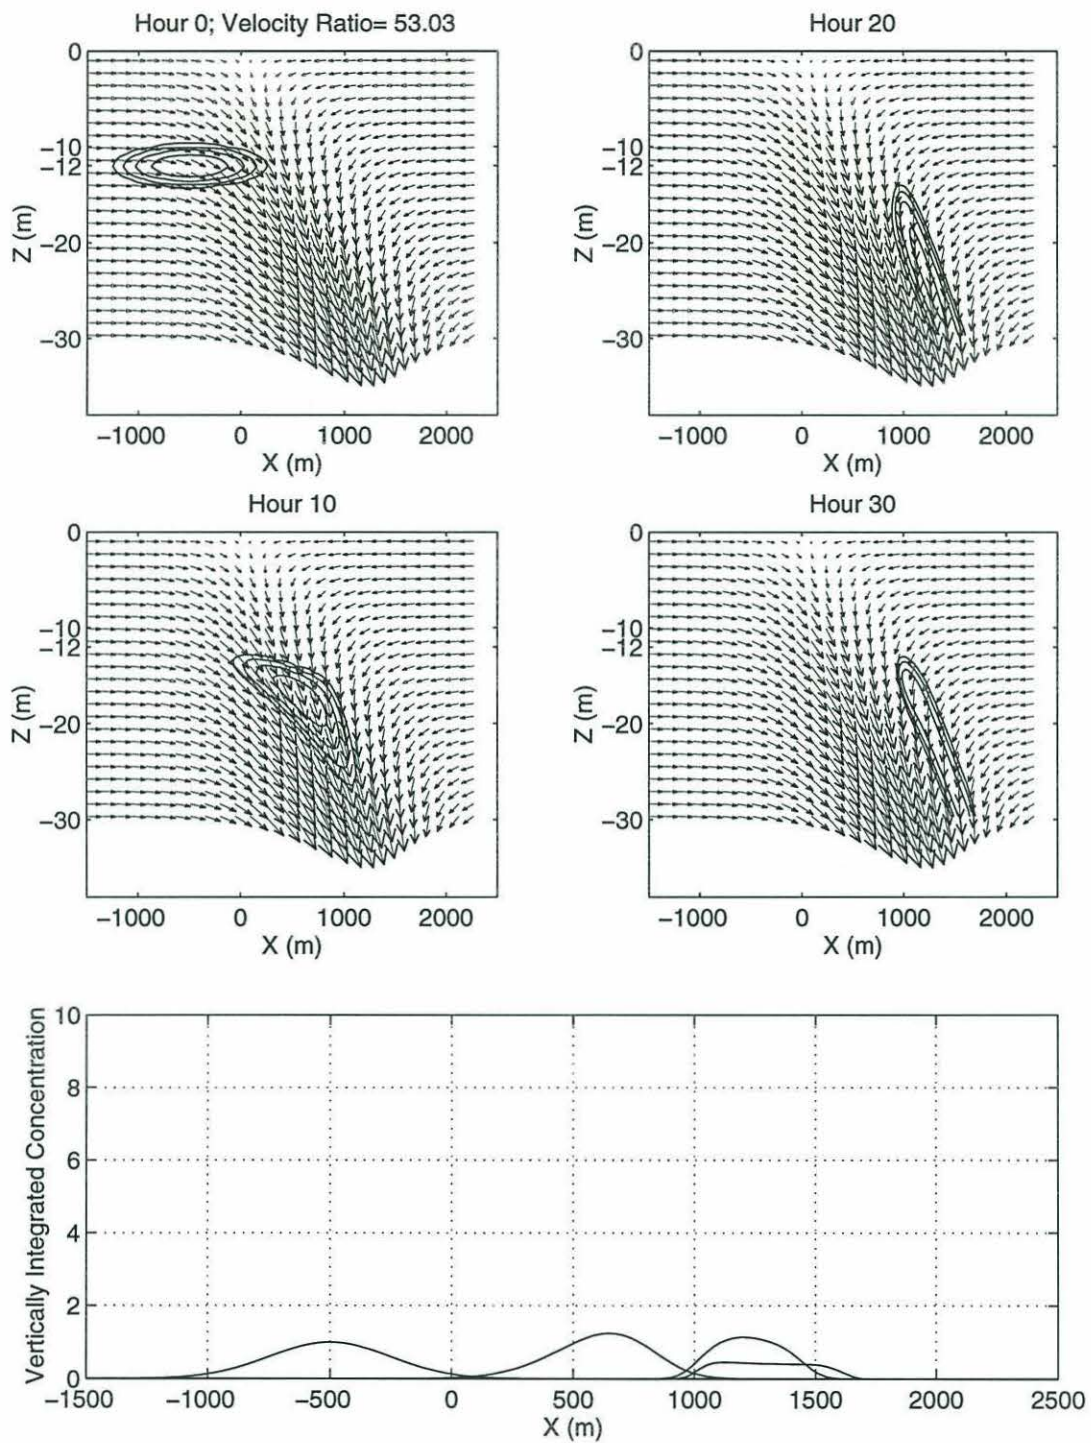 Hour 0; Velocity Ratio= 53.03
0
−10
−12
−20
−30
Z (m)
−1000 0 1000 2000
X (m)
Hour 20
0
−10
−12
−20
−30
Z (m)
−1000 0 1000 2000
X (m)
Hour 10
0
−10
−12
−20
−30
Z (m)
−1000 0 1000 2000
X (m)
Hour 30
0
−10
−12
−20
−30
Z (m)
−1000 0 1000 2000
X (m)
Vertically Integrated Concentration
10
8
6
4
2
0
−1500 −1000 −500 0 500 1000 1500 2000 2500
X (m)